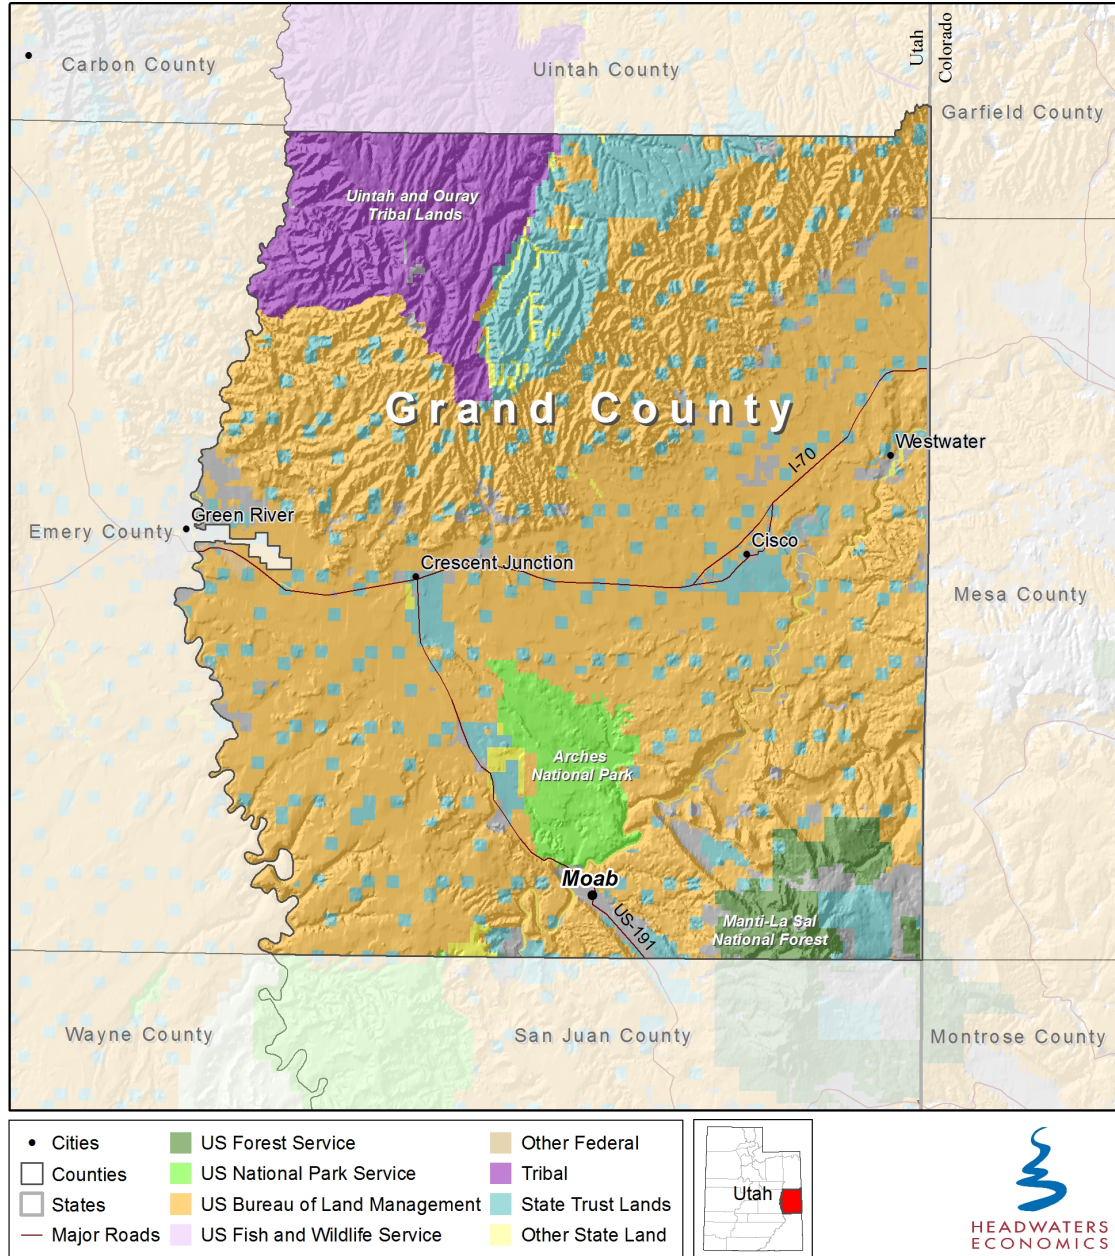 Utah
Colorado
Carbon County
Uintah County
Garfield County
Uintah and Ouray
Tribal Lands
Grand County
Westwater
I-70
Green River
Emery County
Cisco
Crescent Junction
Mesa County
Arches
National Park
Moab
US-191
Manti-La Sal
National Forest
Wayne County
San Juan County
Montrose County
Cities
Counties
States
Major Roads
US Forest Service
US National Park Service
US Bureau of Land Management
US Fish and Wildlife Service
Other Federal
Tribal
State Trust Lands
Other State Land
Utah
HEADWATERS
ECONOMICS